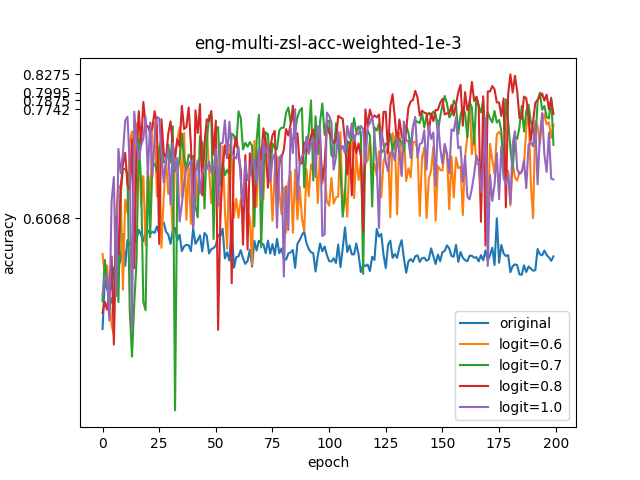 eng-multi-zsl-acc-weighted-1e-3
0.8275
0.7995
0.7875
0.7742
0.6068
accuracy
original
logit=0.6
logit=0.7
logit=0.8
logit=1.0
0 25 50 75 100 125 150 175 200
epoch